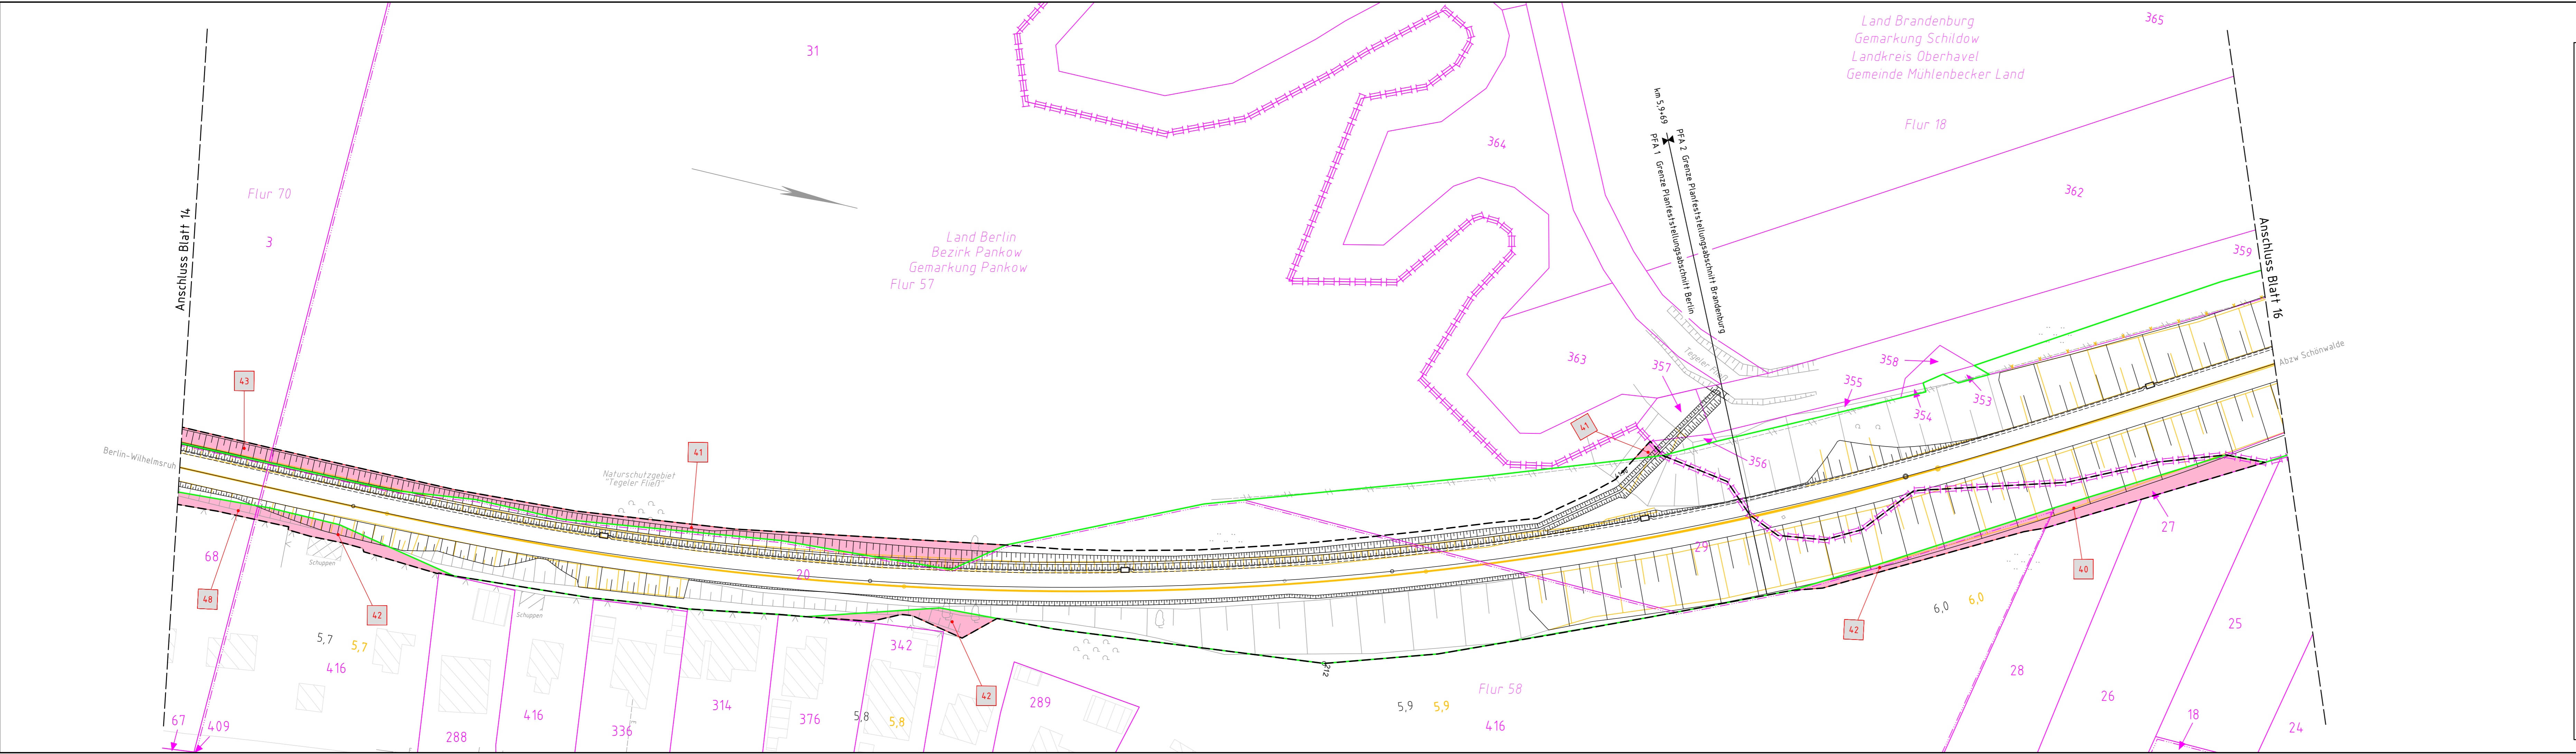 Anschluss Blatt 14
Flur 70
3
31
Land Berlin
Bezirk Pankow
Gemarkung Pankow
Flur 57
364
363
km 5,9+69
PFA 1 Grenze Planfeststellungsabschnitt Berlin
PFA 2 Grenze Planfeststellungsabschnitt Brandenburg
Land Brandenburg
Gemarkung Schildow
Landkreis Oberhavel
Gemeinde Mühlenbecker Land
365
Flur 18
362
359
Anschluss Blatt 16
Tegeler Fließ
357
358
355
354
353
356
41
43
41
Berlin-Wilhelmsruh
Naturschutzgebiet
"Tegeler Fließ"
Abzw Schönwalde
20
29
27
68
Schuppen
Schuppen
48
42
40
42
42
5,7 5,7
416
5,8 5,8
5,9 5,9
6,0 6,0
212
67
409
288
416
336
314
376
342
289
Flur 58
416
28
26
25
18
24